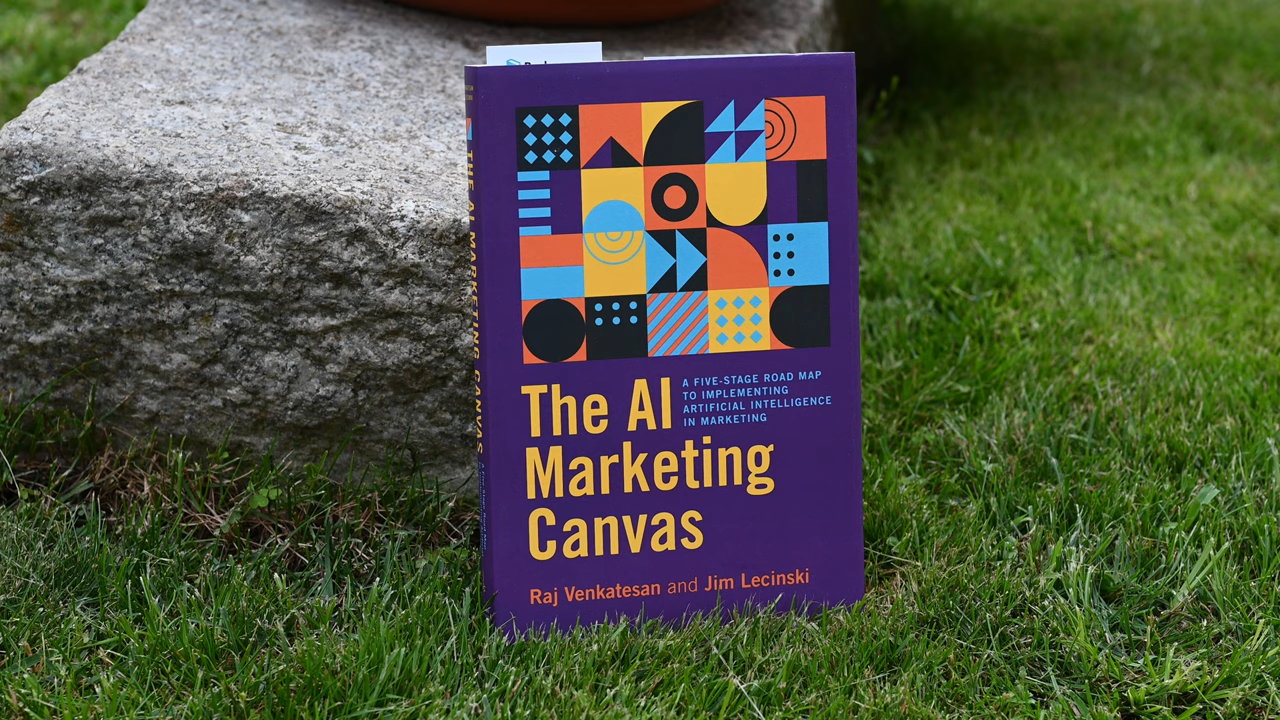 The AI
Marketing
Canvas
A FIVE-STAGE ROAD MAP
TO IMPLEMENTING
ARTIFICIAL INTELLIGENCE
IN MARKETING
Raj Venkatesan and Jim Lecinski
THE AI MARKETING CANVAS